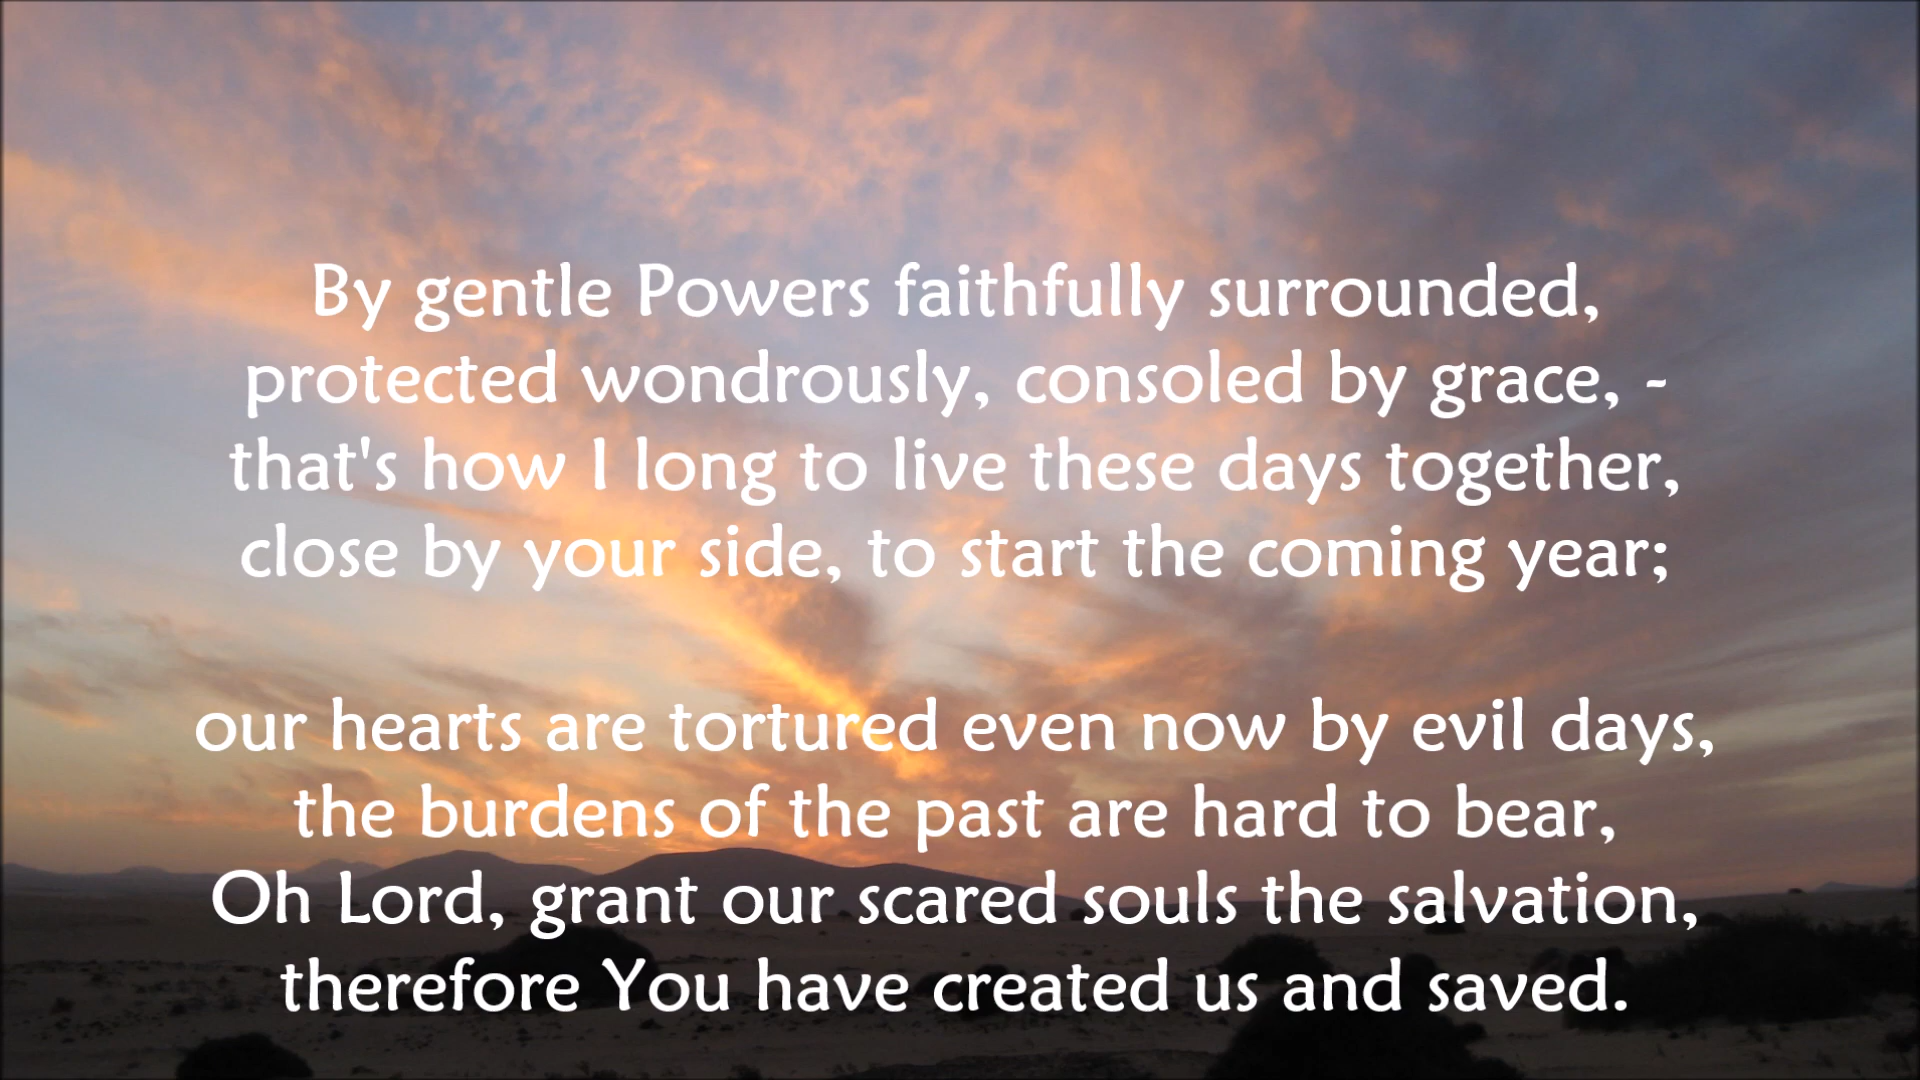 By gentle Powers faithfully surrounded,
protected wondrously, consoled by grace, -
that's how I long to live these days together,
close by your side, to start the coming year;
our hearts are tortured even now by evil days,
the burdens of the past are hard to bear,
Oh Lord, grant our scared souls the salvation,
therefore You have created us and saved.